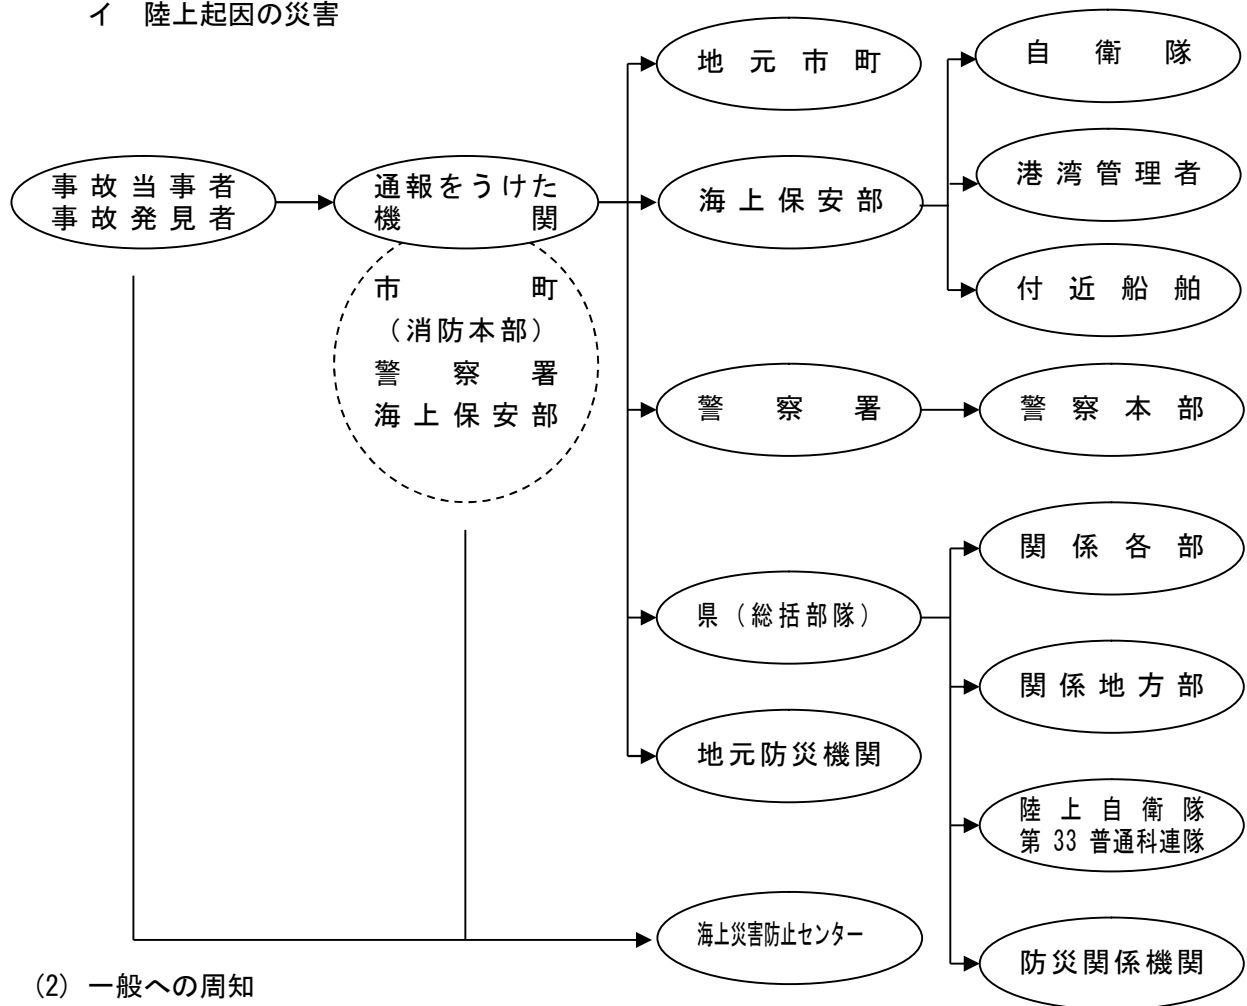 イ 陸上起因の災害
事故当事者
事故発見者
通報をうけた
機関
市町
（消防本部）
警察署
海上保安部
地元市町
海上保安部
警察署
県（総括部隊）
地元防災機関
海上災害防止センター
自衛隊
港湾管理者
付近船舶
警察本部
関係各部
関係地方部
陸上自衛隊
第 33 普通科連隊
防災関係機関
(2) 一般への周知